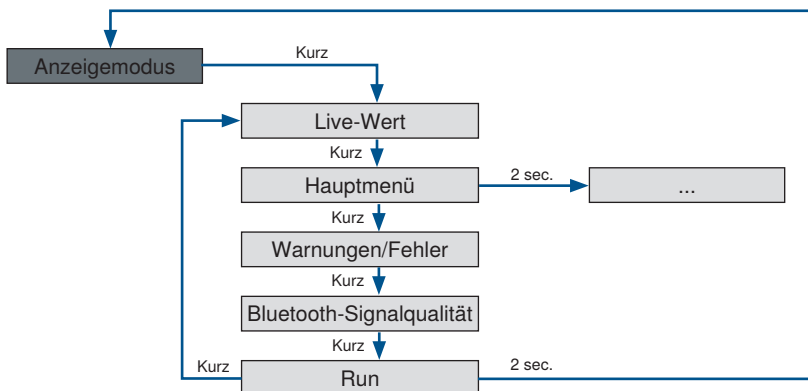 Anzeigemodus
Kurz
Live-Wert
Kurz
Hauptmenü
2 sec.
...
Kurz
Warnungen/Fehler
Kurz
Bluetooth-Signalqualität
Kurz
Kurz
Run
2 sec.